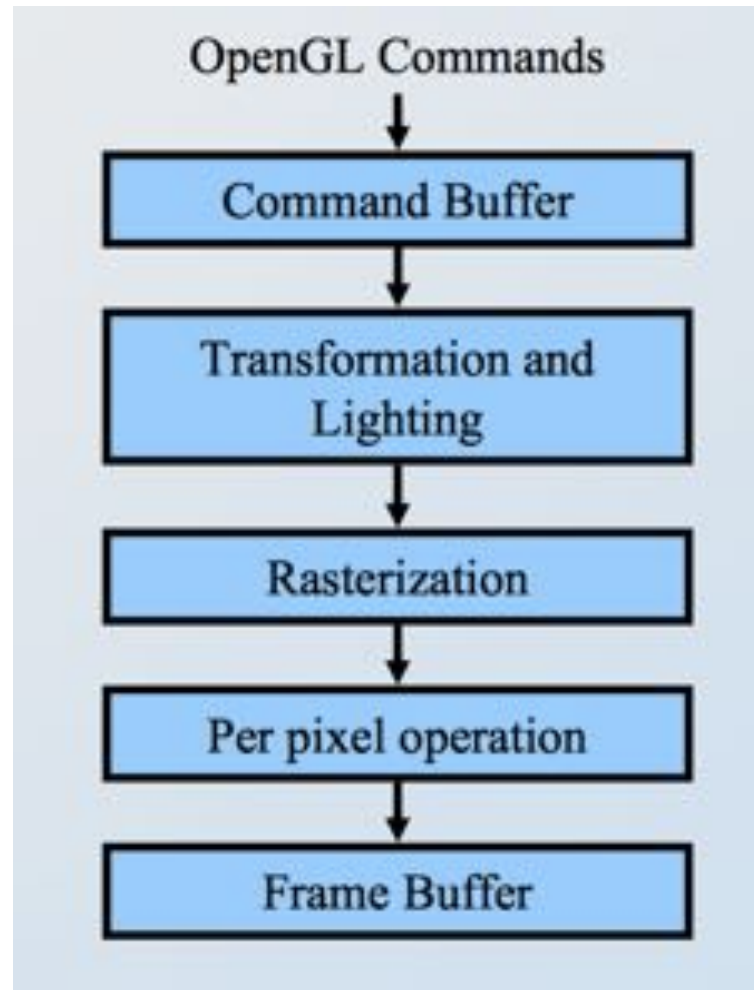 OpenGL Commands
Command Buffer
Transformation and
Lighting
Rasterization
Per pixel operation
Frame Buffer